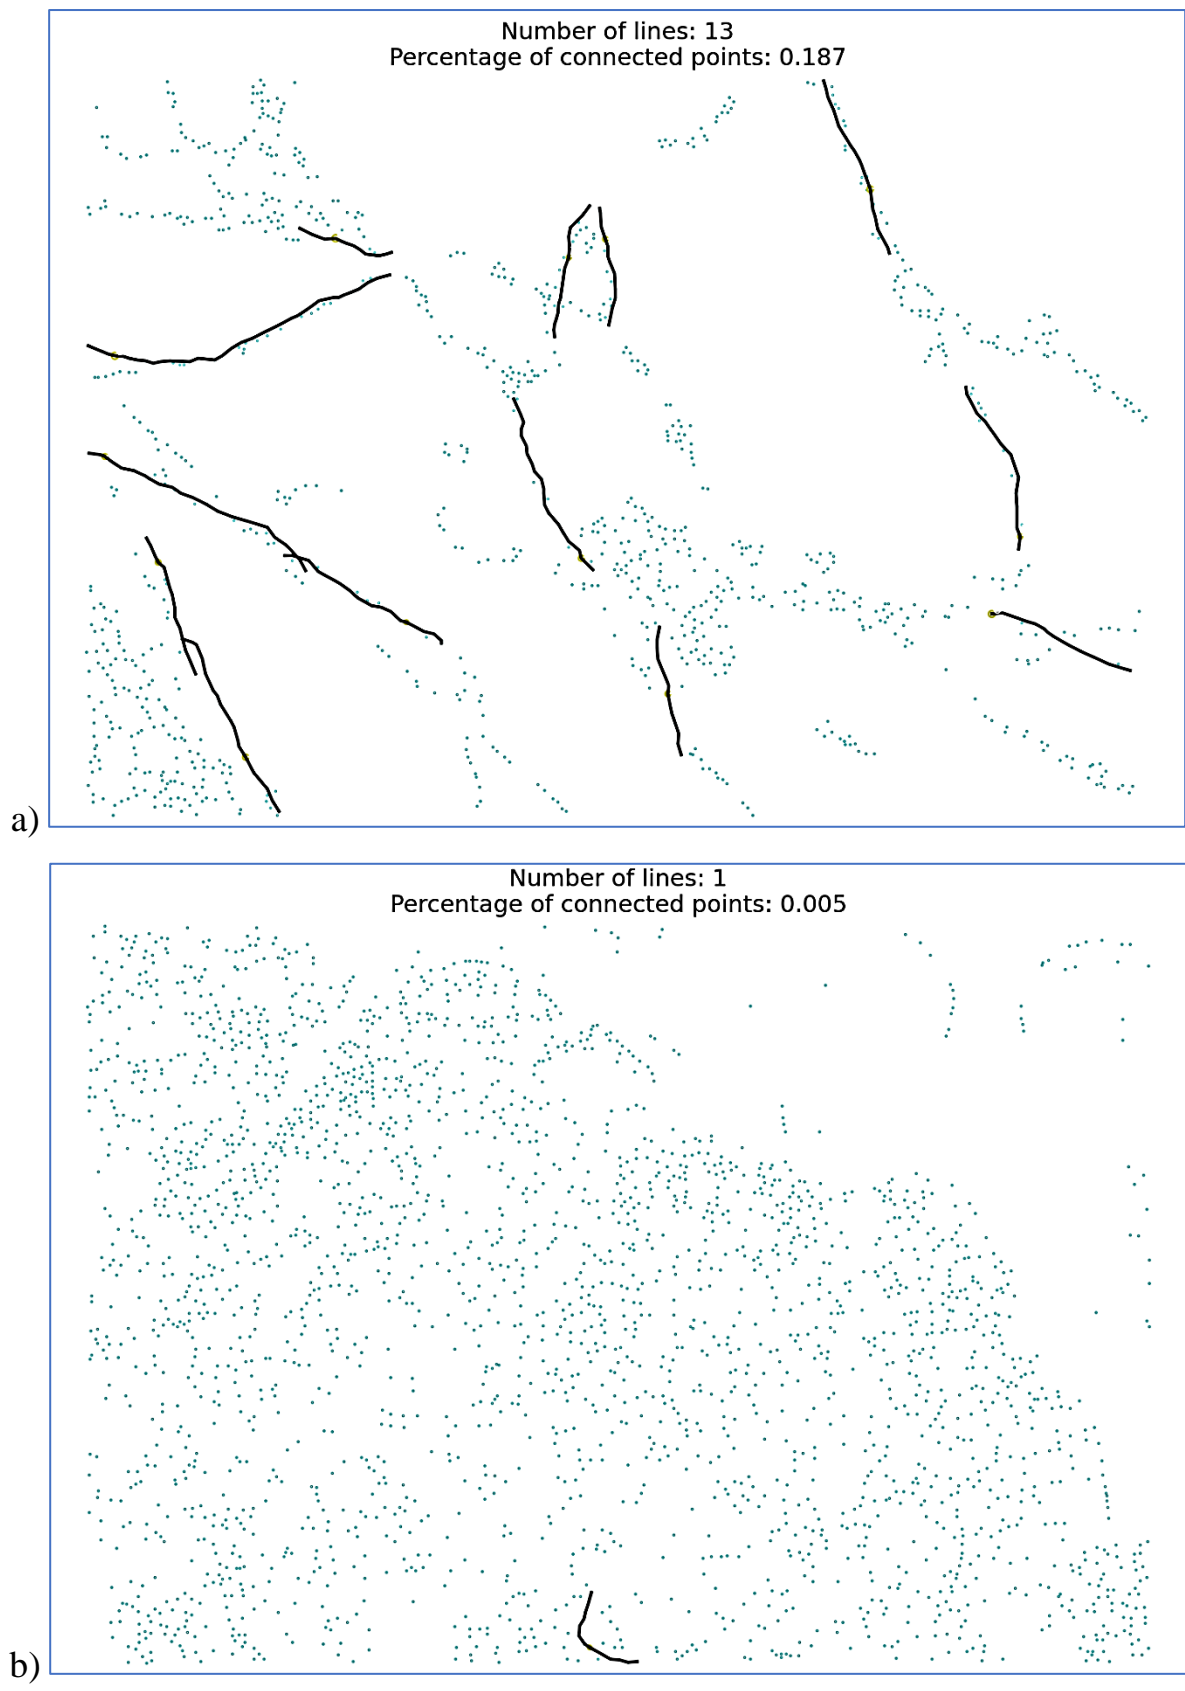 Number of lines: 13
Percentage of connected points: 0.187
a)
Number of lines: 1
Percentage of connected points: 0.005
b)